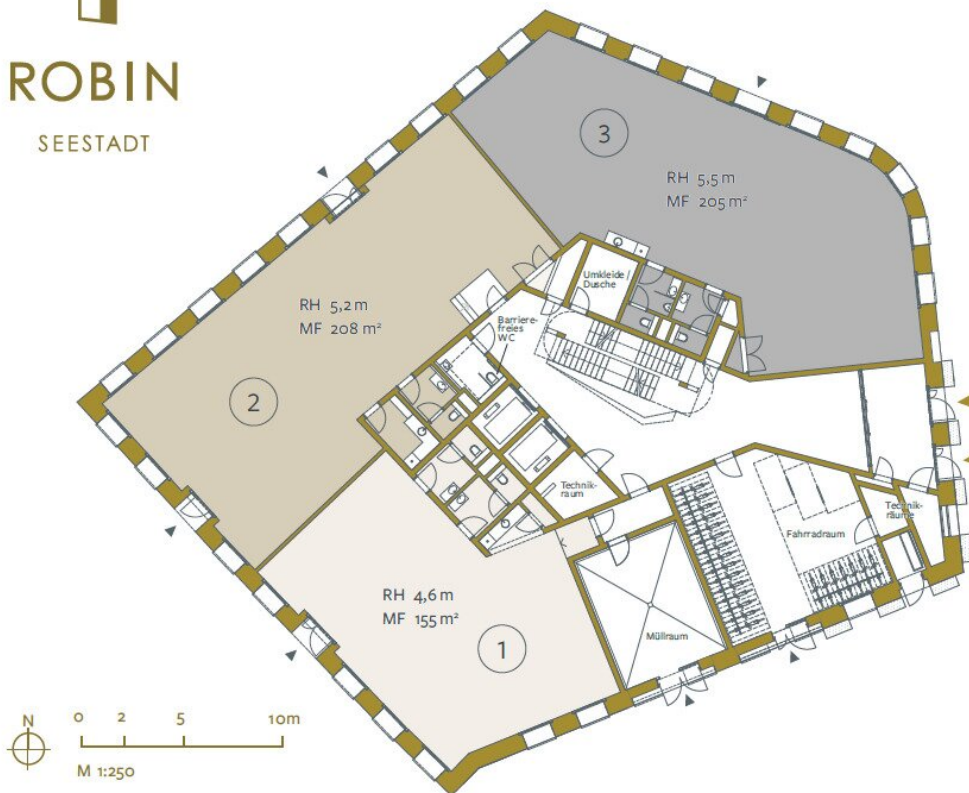 ROBIN
SEESTADT
3
RH 5,5 m
MF 205 m²
Umkleide /
Dusche
RH 5,2 m
MF 208 m²
Barriere-
freies
WC
2
Technik-
raum
Technik-
räume
Fahrradraum
RH 4,6 m
MF 155 m²
1
Müllraum
N
0 2 5 10m
M 1:250